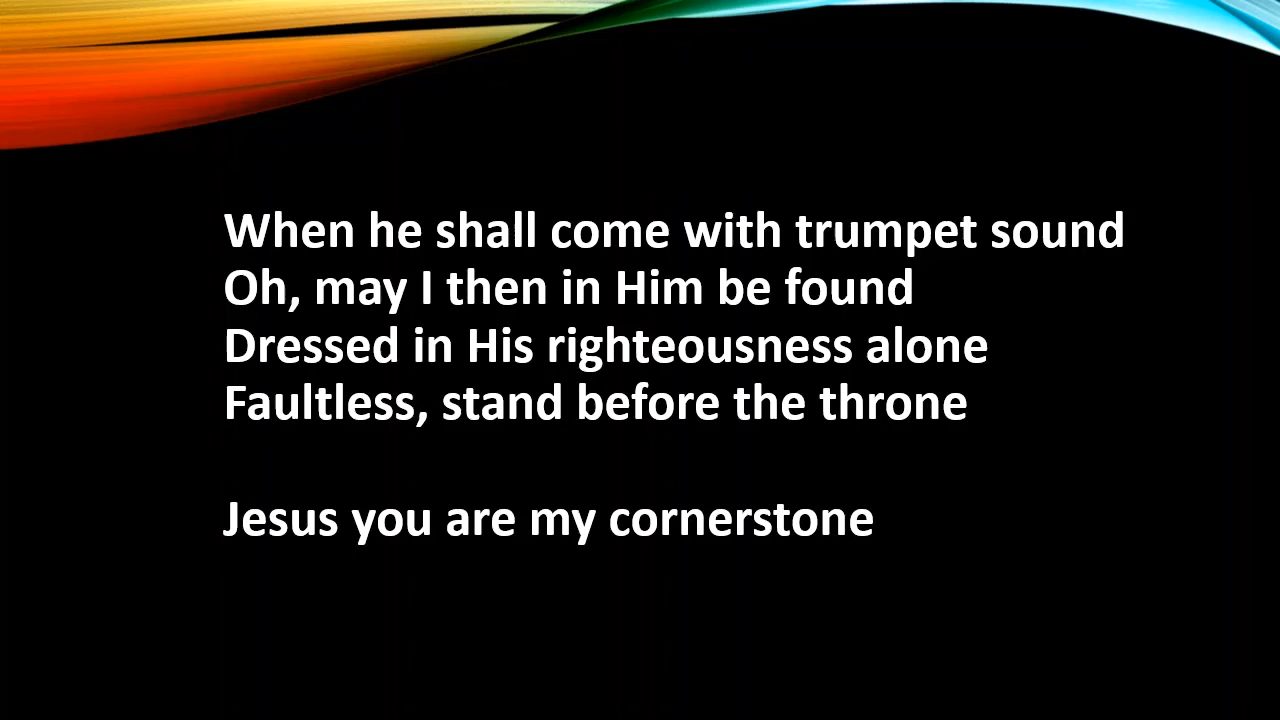 When he shall come with trumpet sound
Oh, may I then in Him be found
Dressed in His righteousness alone
Faultless, stand before the throne
Jesus you are my cornerstone